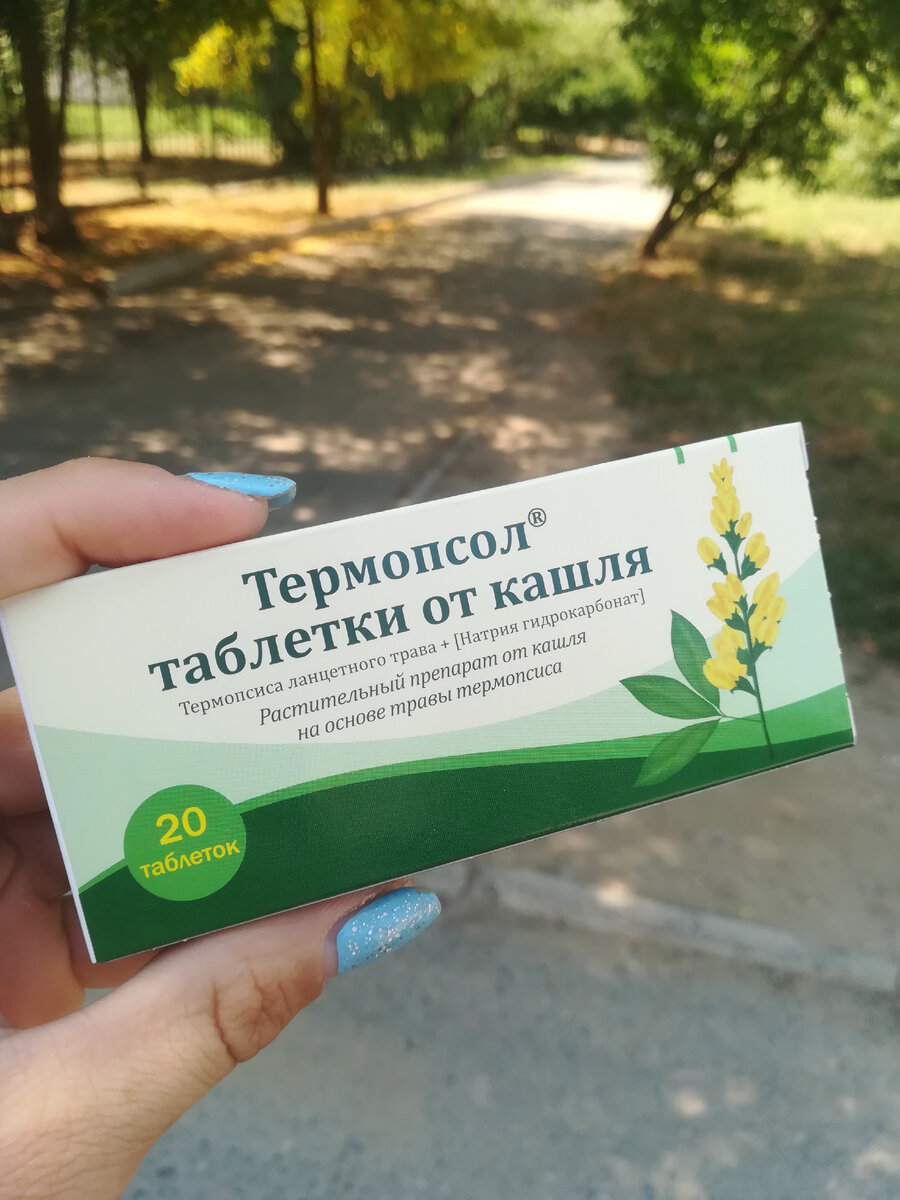 Термопсол®
таблетки от кашля
Термопсиса ланцетного трава + [Натрия гидрокарбонат]
Растительный препарат от кашля
на основе травы термопсиса
20
таблеток